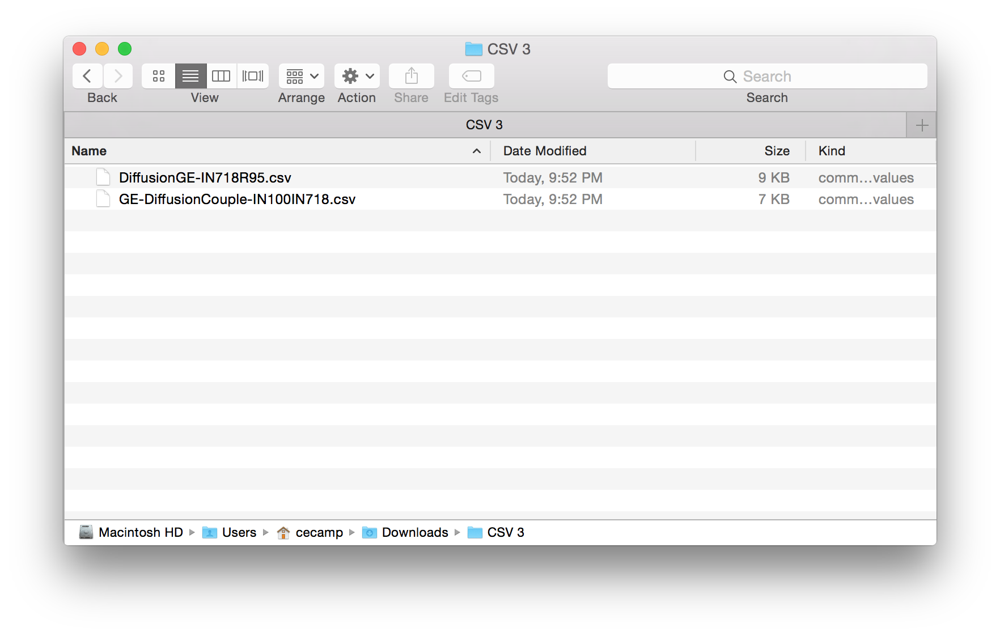 CSV 3
Back View Arrange Action Share Edit Tags Search Search
CSV 3
Name Date Modified Size Kind
DiffusionGE-IN718R95.csv Today, 9:52 PM 9 KB comm...values
GE-DiffusionCouple-IN100IN718.csv Today, 9:52 PM 7 KB comm...values
Macintosh HD Users cecamp Downloads CSV 3